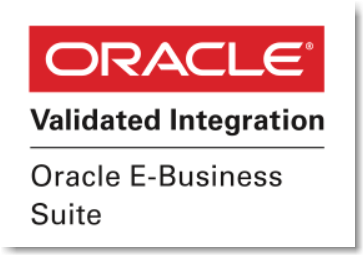 ORACLE®
Validated Integration
Oracle E-Business
Suite